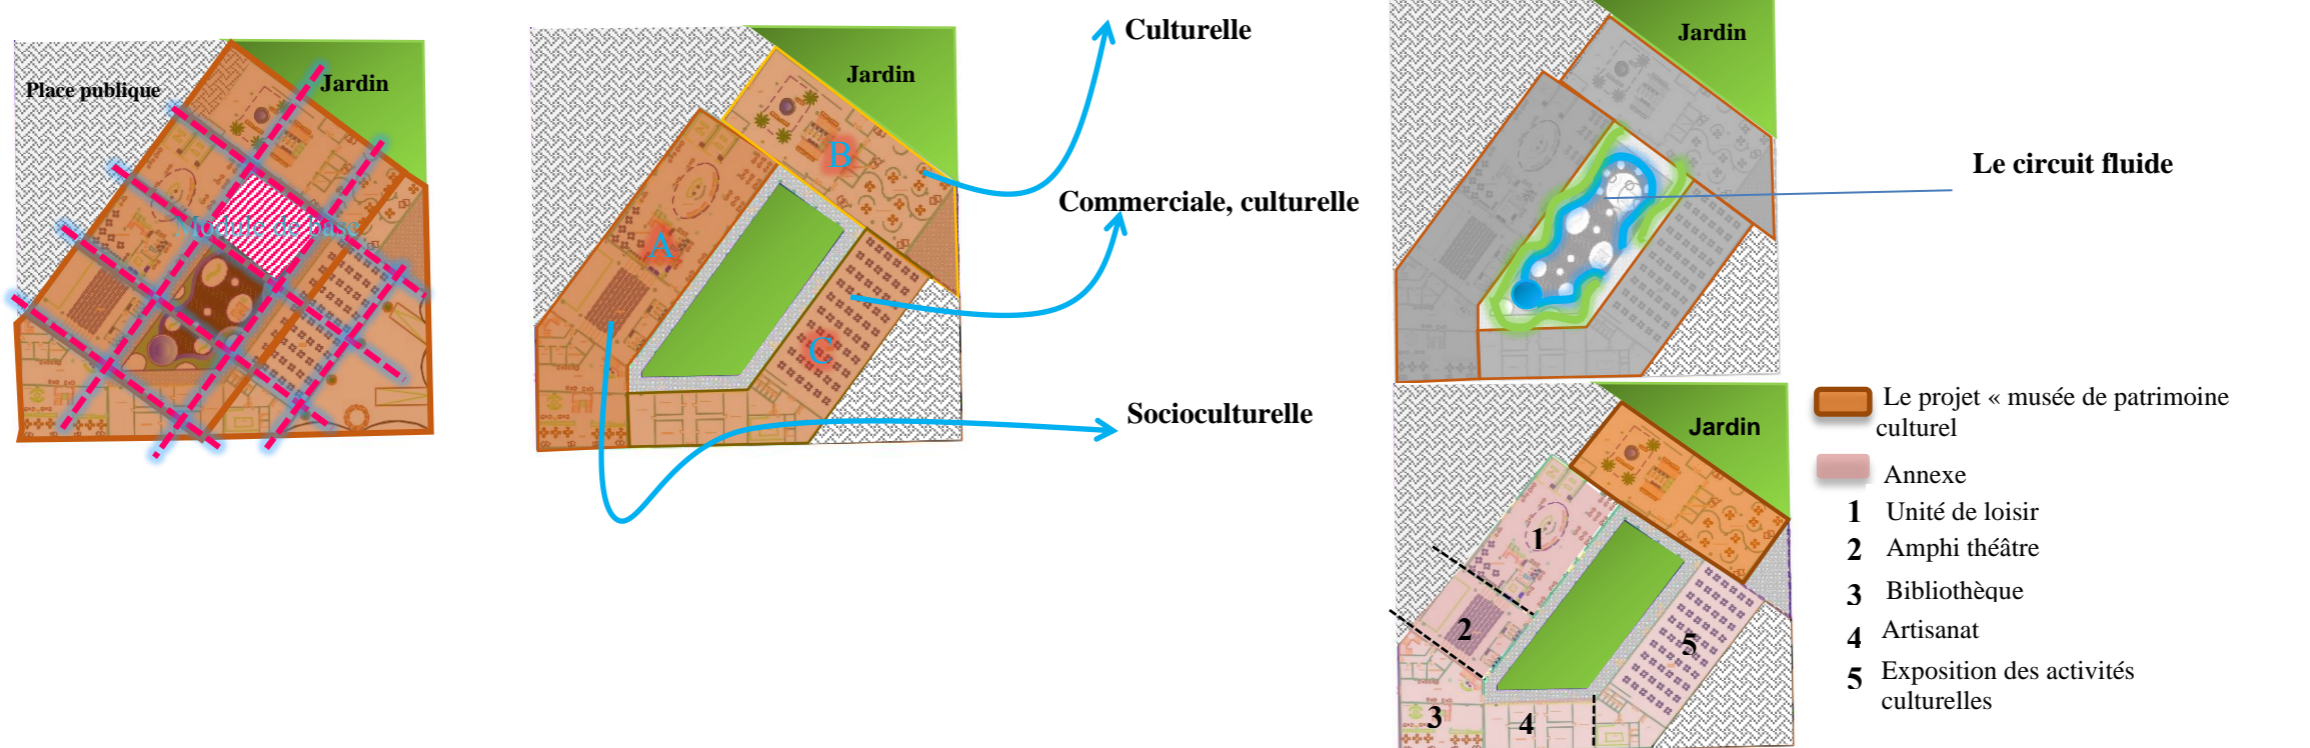 Place publique
Jardin
Module de base
Jardin
A
B
C
Culturelle
Commerciale, culturelle
Socioculturelle
Jardin
Le circuit fluide
Jardin
1
2
3
4
5
Le projet « musée de patrimoine
culturel
Annexe
1 Unité de loisir
2 Amphi théâtre
3 Bibliothèque
4 Artisanat
5 Exposition des activités
culturelles